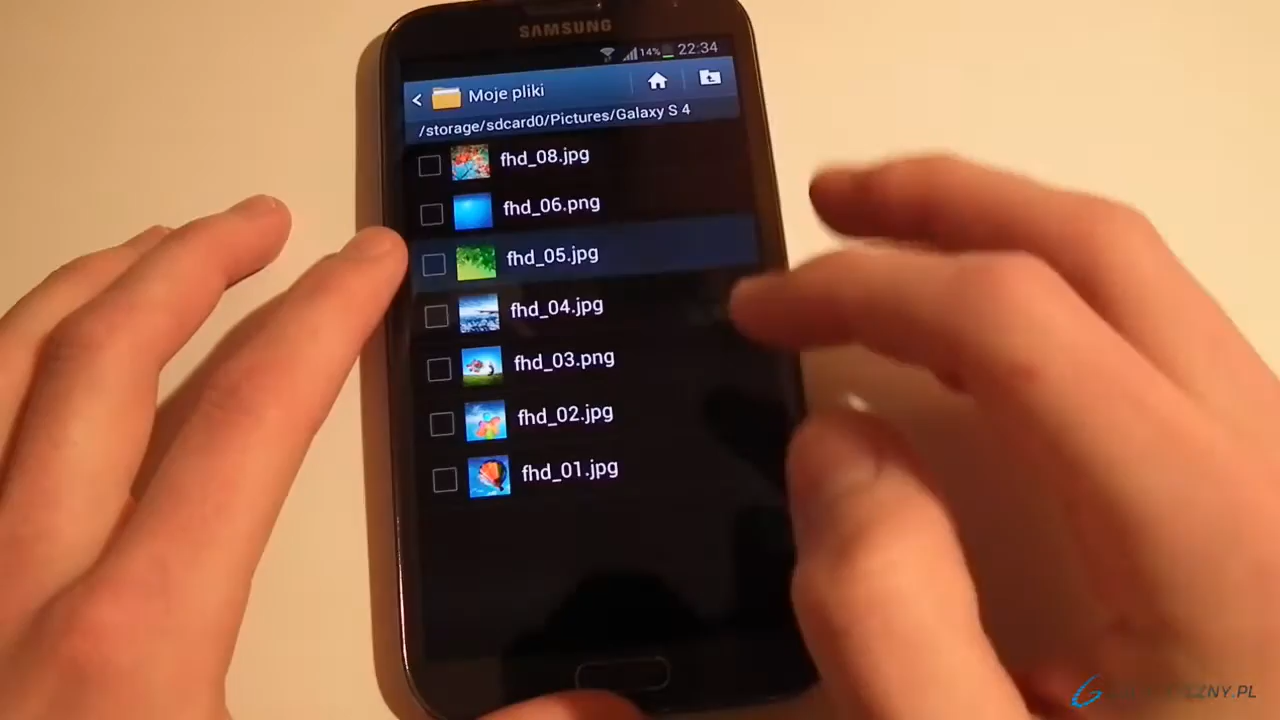 SAMSUNG
14% 22:34
< Moje pliki
/storage/sdcard0/Pictures/Galaxy S 4
fhd_08.jpg
fhd_06.png
fhd_05.jpg
fhd_04.jpg
fhd_03.png
fhd_02.jpg
fhd_01.jpg